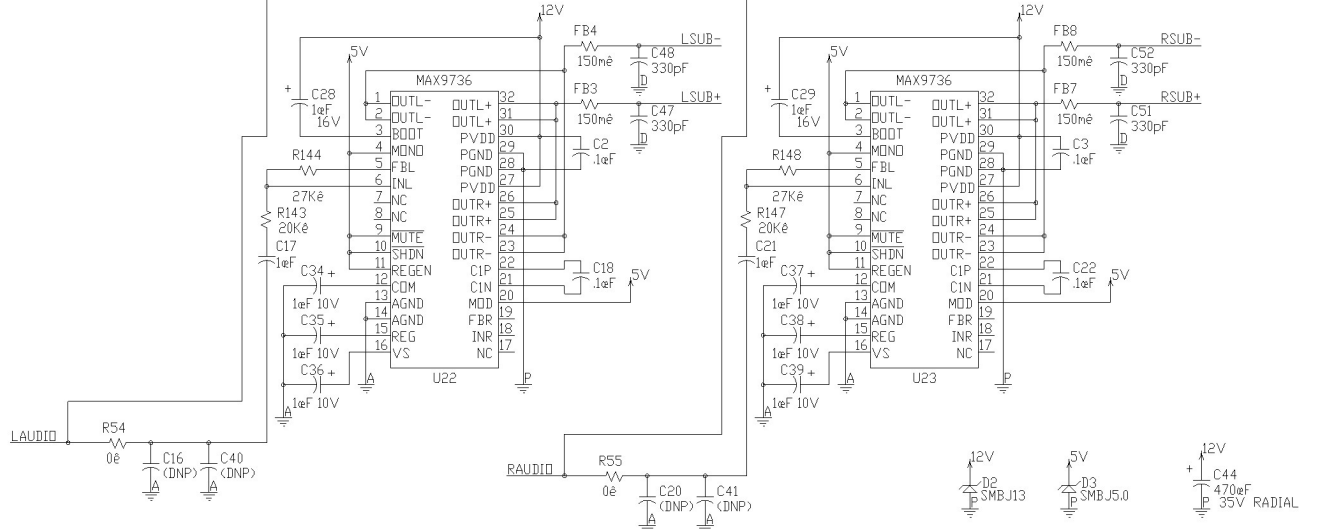 12V
5V
FB4
150mê
LSUB-
C48
330pF
D
FB3
150mê
LSUB+
C47
330pF
D
+
C28
1œF
16V
MAX9736
1 OUTL-
2 OUTL-
3 BOOT
4 MONO
5 FBL
6 INL
7 NC
8 NC
9 MUTE
10 SHDN
11 REGEN
12 COM
13 AGND
14 AGND
15 REG
16 VS
OUTL+ 32
OUTL+ 31
PVDD 30
PGND 29
PGND 28
PVDD 27
OUTR+ 26
OUTR+ 25
OUTR- 24
OUTR- 23
C1P 22
C1N 21
MOD 20
FBR 19
INR 18
NC 17
U22
C2
.1œF
C18
.1œF
5V
R144
27Kê
R143
20Kê
C17
1œF
C34 +
1œF 10V
C35 +
1œF 10V
C36 +
1œF 10V
A
A
P
LAUDIO
R54
0ê
C16
(DNP)
A
C40
(DNP)
A
12V
5V
FB8
150mê
RSUB-
C52
330pF
D
FB7
150mê
RSUB+
C51
330pF
D
+
C29
1œF
16V
MAX9736
1 OUTL-
2 OUTL-
3 BOOT
4 MONO
5 FBL
6 INL
7 NC
8 NC
9 MUTE
10 SHDN
11 REGEN
12 COM
13 AGND
14 AGND
15 REG
16 VS
OUTL+ 32
OUTL+ 31
PVDD 30
PGND 29
PGND 28
PVDD 27
OUTR+ 26
OUTR+ 25
OUTR- 24
OUTR- 23
C1P 22
C1N 21
MOD 20
FBR 19
INR 18
NC 17
U23
C3
.1œF
C22
.1œF
5V
R148
27Kê
R147
20Kê
C21
1œF
C37 +
1œF 10V
C38 +
1œF 10V
C39 +
1œF 10V
A
A
P
RAUDIO
R55
0ê
C20
(DNP)
A
C41
(DNP)
A
12V
D2
SMBJ13
P
5V
D3
SMBJ5.0
P
12V
+
C44
470œF
35V RADIAL
P